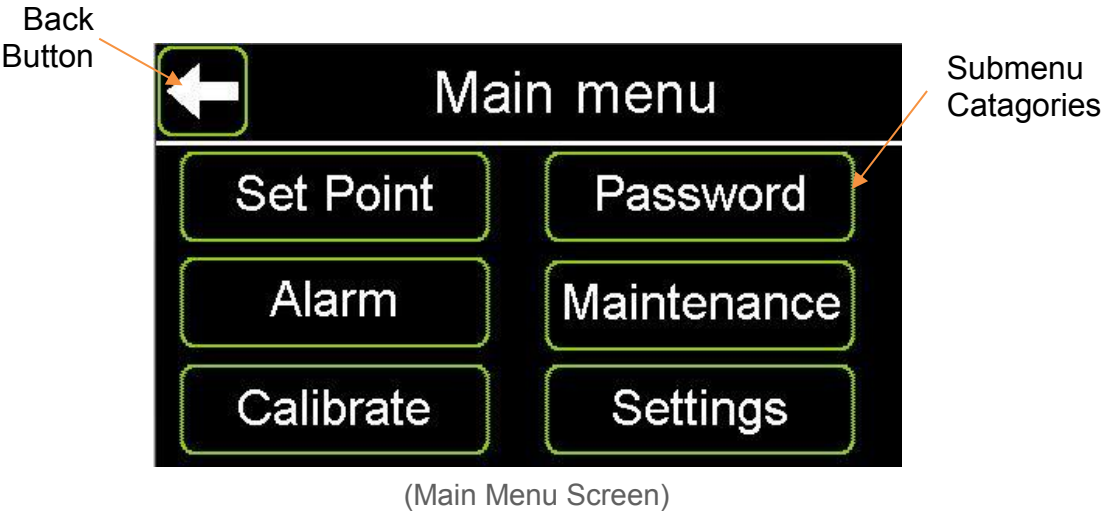 Back
Button
Main menu
Submenu
Catagories
Set Point
Password
Alarm
Maintenance
Calibrate
Settings
(Main Menu Screen)